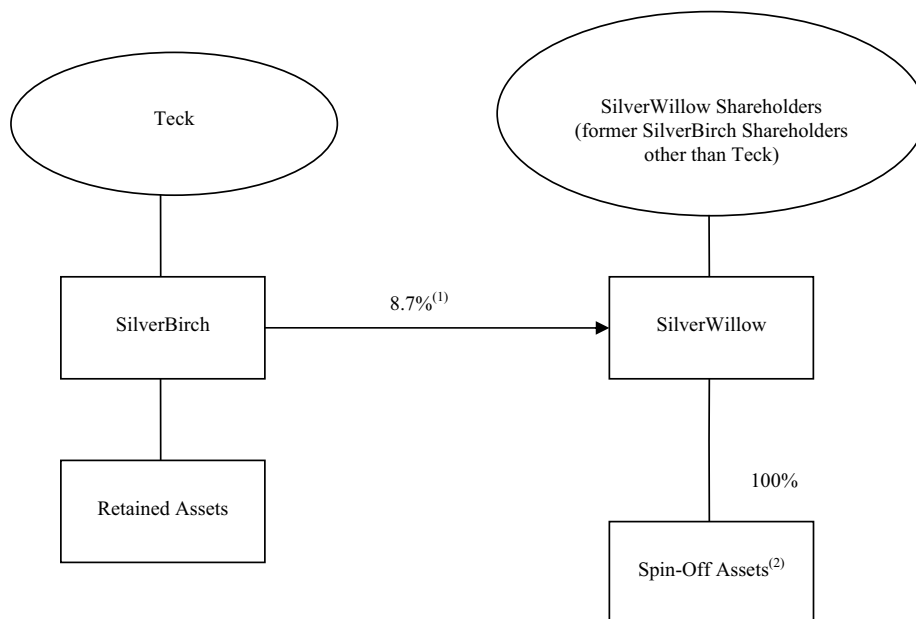 Teck
SilverWillow Shareholders
(former SilverBirch Shareholders
other than Teck)
SilverBirch
8.7%(1)
SilverWillow
Retained Assets
100%
Spin-Off Assets(2)